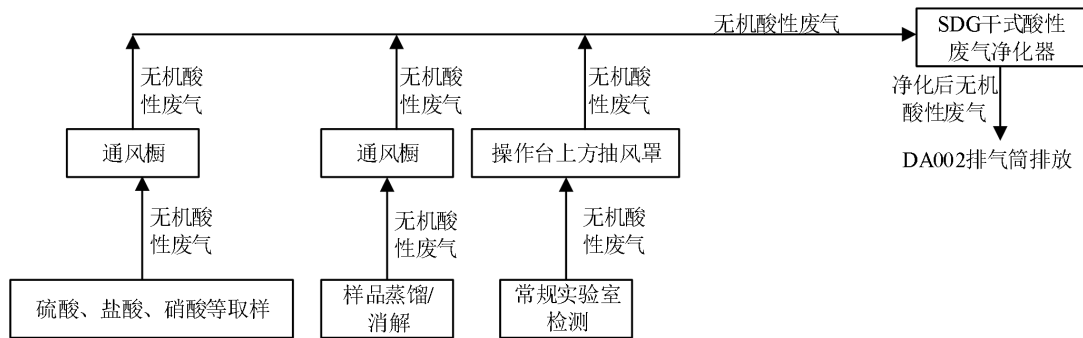 无机酸性废气
SDG干式酸性
废气净化器
无机酸
性废气
无机酸
性废气
无机酸
性废气
净化后无机
酸性废气
通风橱
通风橱
操作台上方抽风罩
DA002排气筒排放
无机酸
性废气
无机酸
性废气
无机酸
性废气
硫酸、盐酸、硝酸等取样
样品蒸馏/
消解
常规实验室
检测